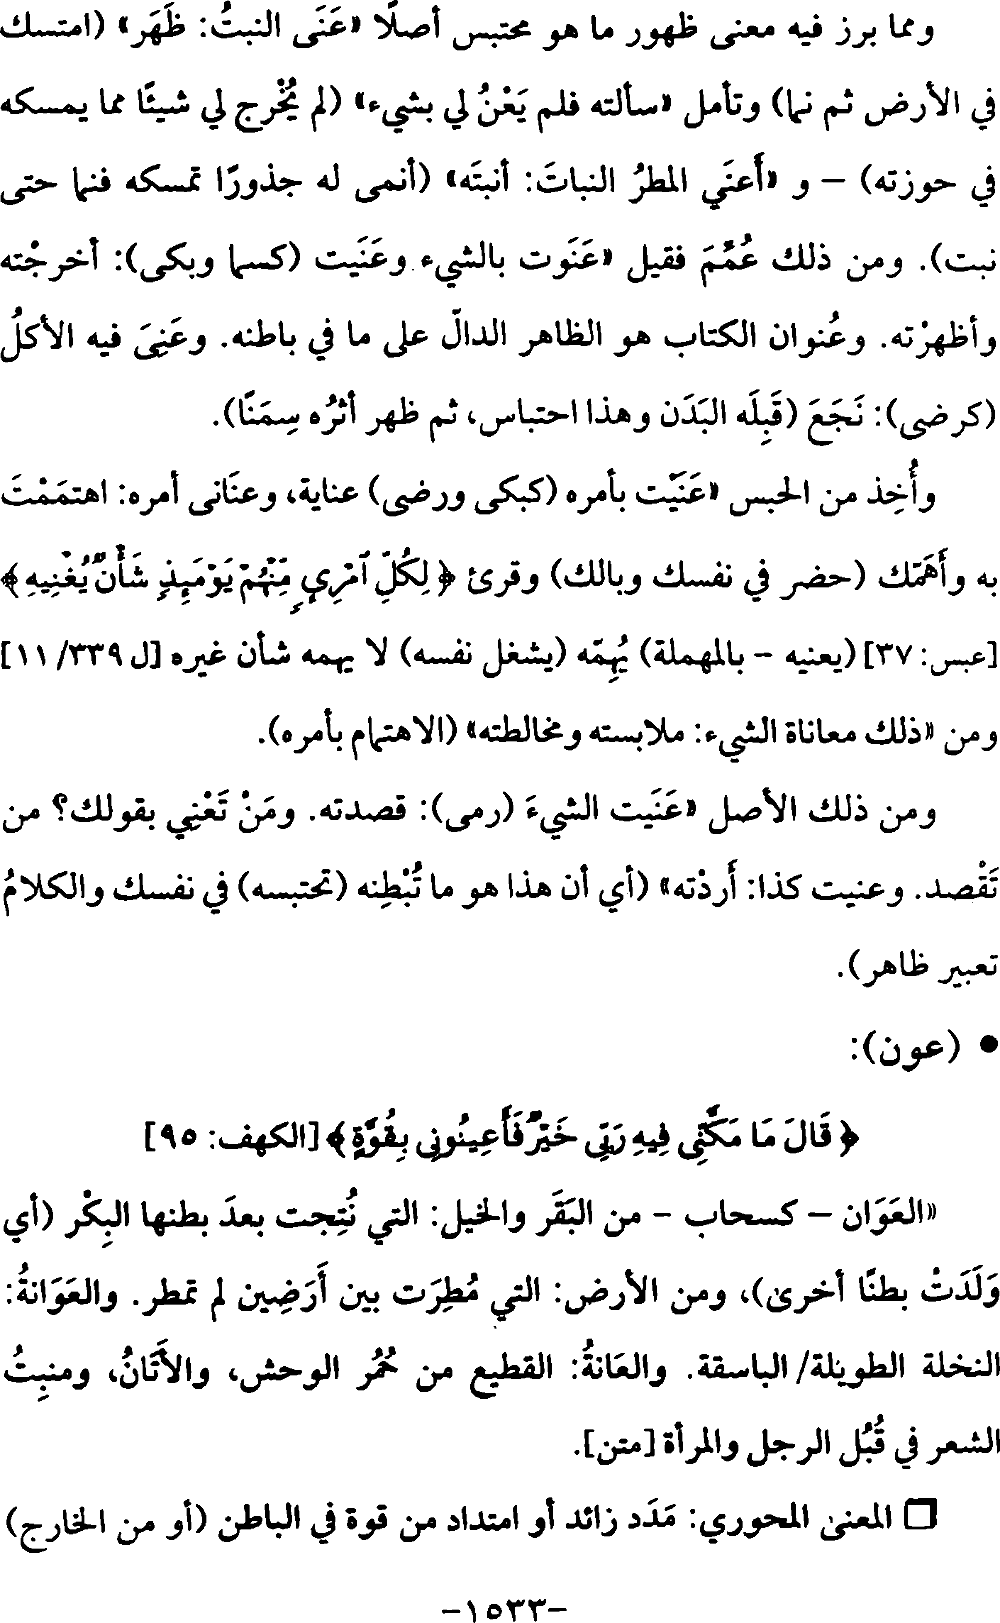 ومما برز فيه معنى ظهور ما هو محتبس أصلًا «عَنَى النبتُ: ظَهَر» (امتسك
في الأرض ثم نما) وتأمل «سألته فلم يَعْنُ لي بشيء» (لم يُخْرج لي شيئًا مما يمسكه
في حوزته) – و «أَعنَي المطرُ النباتَ: أنبتَه» (أنمى له جذورًا تمسكه فنما حتى
نبت). ومن ذلك عُمِّمَ فقيل «عَنَوت بالشيء وعَنَيت (كسما وبكى): أخرجْته
وأظهرْته. وعُنوان الكتاب هو الظاهر الدالّ على ما في باطنه. وعَنِىَ فيه الأكلُ
(كرضى): نَجَعَ (قَبِلَه البَدَن وهذا احتباس، ثم ظهر أثرُه سِمَنًا).
وأُخِذ من الحبس «عَنَيْت بأمره (كبكى ورضى) عناية، وعنَانى أمره: اهتمَمْتَ
به وأَهَمّك (حضر في نفسك وبالك) وقرئ ﴿ لِكُلِّ ٱمْرِيٍٕ مِّنْهُمْ يَوْمَىِٕذٍ شَأْنٌ يُغْنِيهِ ﴾
[عبس: ٣٧] (يعنيه – بالمهملة) يُهِمّه (يشغل نفسه) لا يهمه شأن غيره [ل ٣٣٩/ ١١]
ومن «ذلك معاناة الشيء: ملابسته ومخالطته» (الاهتمام بأمره).
ومن ذلك الأصل «عَنَيت الشيءَ (رمى): قصدته. ومَنْ تَعْنِي بقولك؟ من
تَقْصد. وعنيت كذا: أَردْته» (أي أن هذا هو ما تُبْطِنه (تحتبسه) في نفسك والكلامُ
تعبير ظاهر).
• (عون):
﴿ قَالَ مَا مَكَّنِّى فِيهِ رَبِّى خَيْرٌ فَأَعِينُونِى بِقُوَّةٍ ﴾ [الكهف: ٩٥]
«العَوَان – كسحاب – من البَقَر والخيل: التي نُتِجت بعدَ بطنها البِكْر (أي
وَلَدَتْ بطنًا أخرى)، ومن الأرض: التي مُطِرَت بين أَرَضِين لم تمطر. والعَوَانةُ:
النخلة الطويلة/ الباسقة. والعَانةُ: القطيع من حُمُر الوحش، والأَتَانُ، ومنبِتُ
الشعر في قُبُل الرجل والمرأة [متن].
□ المعنى المحوري: مَدَد زائد أو امتداد من قوة في الباطن (أو من الخارج)
-١٥٣٣-